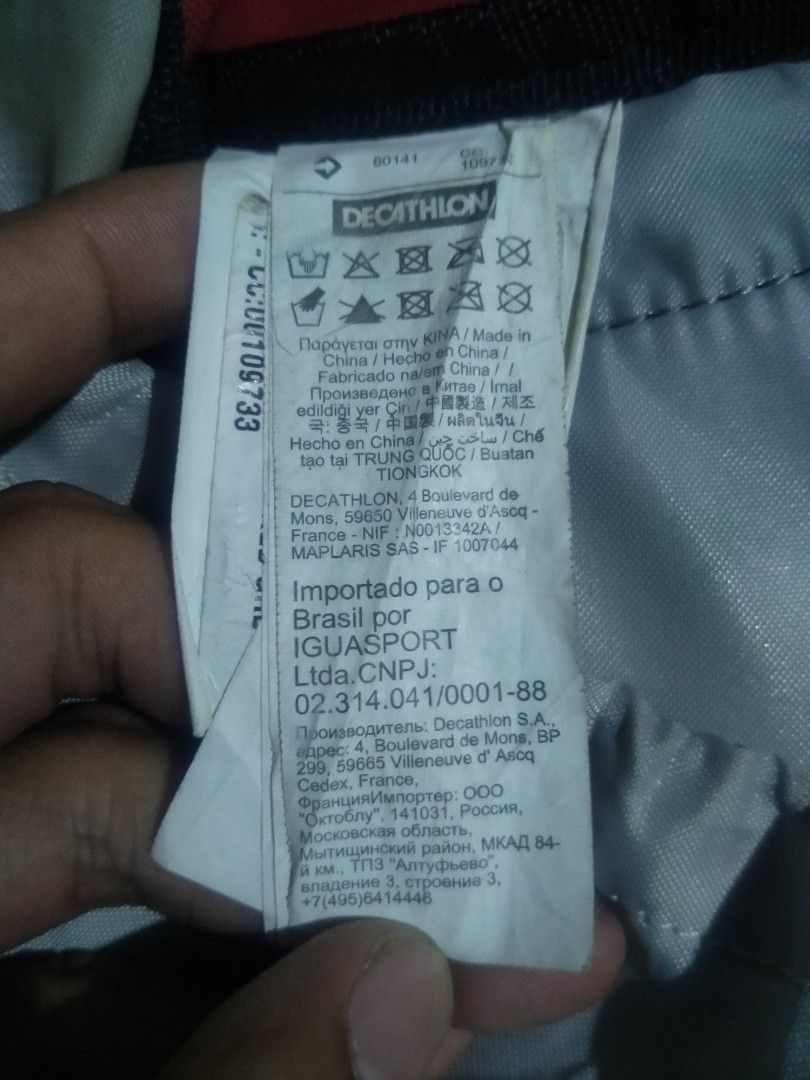 60141
DECATHLON
Παράγεται στην KINA / Made in
China / Hecho en China /
Fabricado na/em China / /
Произведено в Китае / Imal
edildiği yer Çin / 中國製造 / 제조
국: 중국 / 中国製 / ผลิตในจีน /
Hecho en China / ساخت چین / Chế
tạo tại TRUNG QUỐC / Buatan
TIONGKOK
DECATHLON, 4 Boulevard de
Mons, 59650 Villeneuve d'Ascq -
France - NIF : N0013342A /
MAPLARIS SAS - IF 1007044
Importado para o
Brasil por
IGUASPORT
Ltda.CNPJ:
02.314.041/0001-88
Производитель: Decathlon S.A.,
адрес: 4, Boulevard de Mons, BP
299, 59665 Villeneuve d' Ascq
Cedex, France,
ФранцияИмпортер: ООО
"Октоблу", 141031, Россия,
Московская область,
Мытищинский район, МКАД 84-
й км., ТПЗ "Алтуфьево",
владение 3, строение 3,
+7(495)6414446
CC:00109733